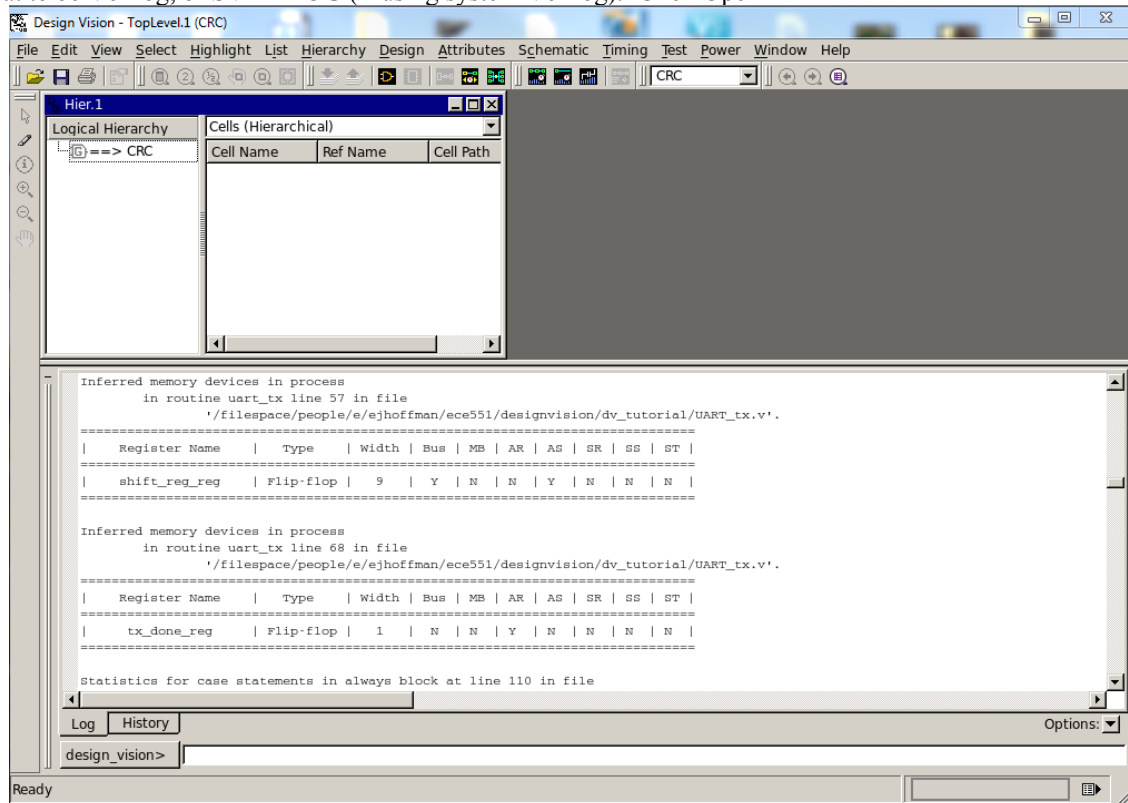 Design Vision - TopLevel.1 (CRC)
File Edit View Select Highlight List Hierarchy Design Attributes Schematic Timing Test Power Window Help
CRC
Hier.1
Logical Hierarchy
Cells (Hierarchical)
==> CRC
Cell Name Ref Name Cell Path
Inferred memory devices in process
in routine uart_tx line 57 in file
'/filespace/people/e/ejhoffman/ece551/designvision/dv_tutorial/UART_tx.v'.
===============================================================================
| Register Name | Type | Width | Bus | MB | AR | AS | SR | SS | ST |
===============================================================================
| shift_reg_reg | Flip-flop | 9 | Y | N | N | Y | N | N | N |
===============================================================================
Inferred memory devices in process
in routine uart_tx line 68 in file
'/filespace/people/e/ejhoffman/ece551/designvision/dv_tutorial/UART_tx.v'.
===============================================================================
| Register Name | Type | Width | Bus | MB | AR | AS | SR | SS | ST |
===============================================================================
| tx_done_reg | Flip-flop | 1 | N | N | Y | N | N | N | N |
===============================================================================
Statistics for case statements in always block at line 110 in file
Log History
Options:
design_vision>
Ready